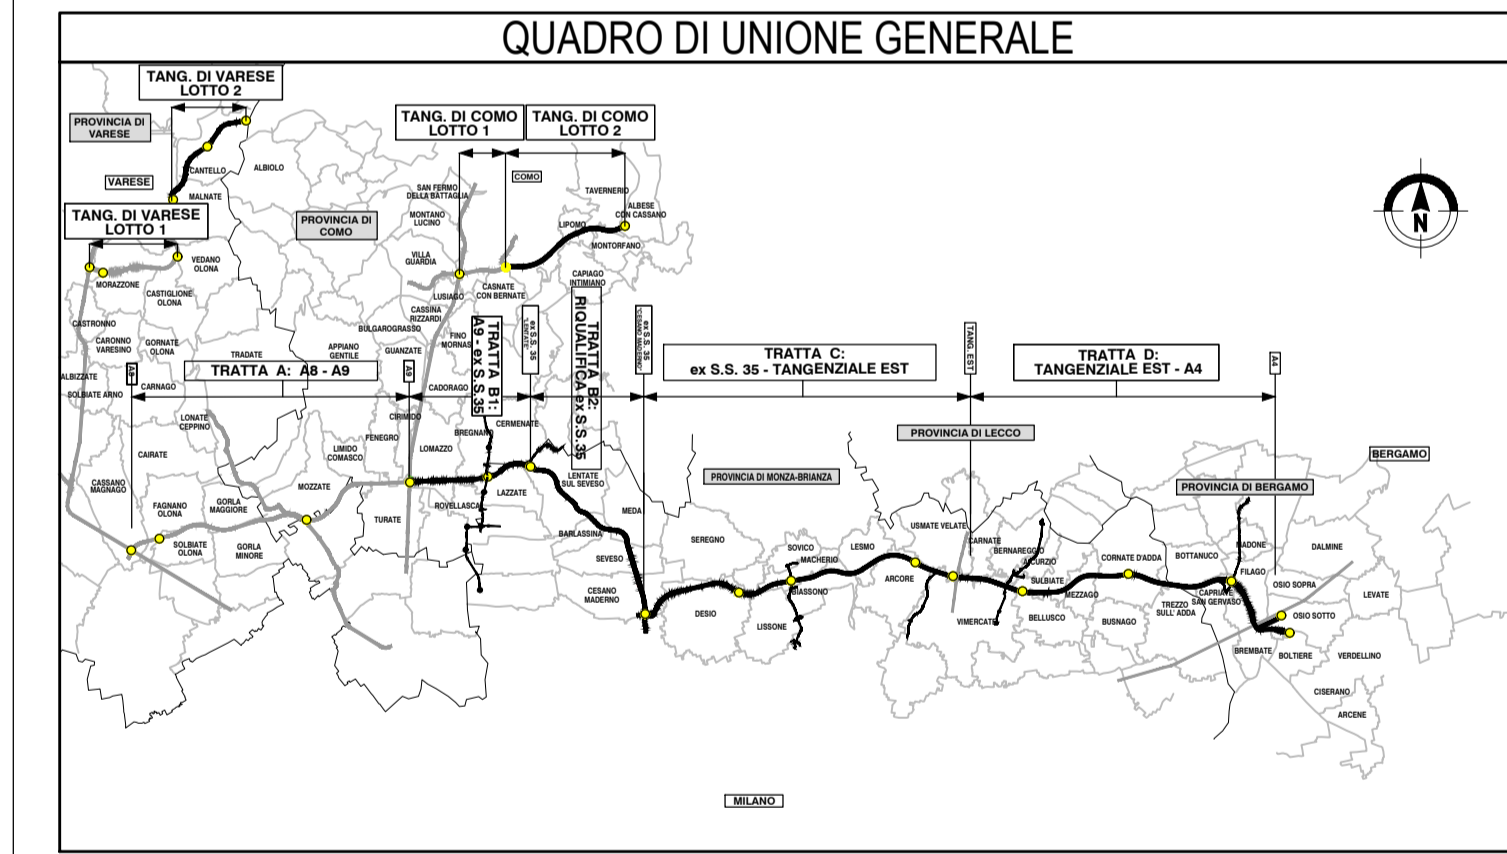 QUADRO DI UNIONE GENERALE
TANG. DI VARESE
LOTTO 2
PROVINCIA DI
VARESE
CANTELLO
ALBIOLO
VARESE
MALNATE
TANG. DI VARESE
LOTTO 1
PROVINCIA DI
COMO
VEDANO
OLONA
MORAZZONE
CASTIGLIONE
OLONA
TANG. DI COMO
LOTTO 1
TANG. DI COMO
LOTTO 2
COMO
SAN FERMO
DELLA BATTAGLIA
MONTANO
LUCINO
TAVERNERIO
ALBESE
CON CASSANO
LIPOMO
MONTORFANO
VILLA
GUARDIA
LUSIAGO
CASNATE
CON BERNATE
CAPIAGO
INTIMIANO
CASSINA
RIZZARDI
BULGAROGRASSO
FINO
MORNAS
CASTRONNO
CARONNO
VARESINO
GORNATE
OLONA
TRADATE
APPIANO
GENTILE
GUANZATE
ALBIZZATE
SOLBIATE ARNO
CARNAGO
CADORAGO
A8
TRATTA A: A8 - A9
A9
TRATTA B1:
A9 - ex S.S.35
ex S.S. 35
"LENTATE"
TRATTA B2:
RIQUALIFICA ex S.S.35
ex S.S. 35
"CESANO MADERNO"
TRATTA C:
ex S.S. 35 - TANGENZIALE EST
TANG. EST
TRATTA D:
TANGENZIALE EST - A4
A4
N
LONATE
CEPPINO
CIRIMIDO
FENEGRO
LIMIDO
COMASCO
LOMAZZO
BREGNANO
CERMENATE
CAIRATE
CASSANO
MAGNAGO
FAGNANO
OLONA
GORLA
MAGGIORE
MOZZATE
SOLBIATE
OLONA
GORLA
MINORE
TURATE
ROVELLASCA
LAZZATE
LENTATE
SUL SEVESO
MEDA
BARLASSINA
SEVESO
CESANO
MADERNO
PROVINCIA DI MONZA-BRIANZA
PROVINCIA DI LECCO
PROVINCIA DI BERGAMO
BERGAMO
SEREGNO
DESIO
LISSONE
SOVICO
MACHERIO
BIASSONO
LESMO
ARCORE
USMATE VELATE
CARNATE
BERNAREGGIO
AICURZIO
SULBIATE
MEZZAGO
VIMERCATE
BELLUSCO
BUSNAGO
CORNATE D'ADDA
BOTTANUCO
TREZZO
SULL' ADDA
CAPRIATE
SAN GERVASO
MADONE
FILAGO
DALMINE
OSIO SOPRA
OSIO SOTTO
LEVATE
BREMBATE
BOLTIERE
VERDELLINO
CISERANO
ARCENE
MILANO